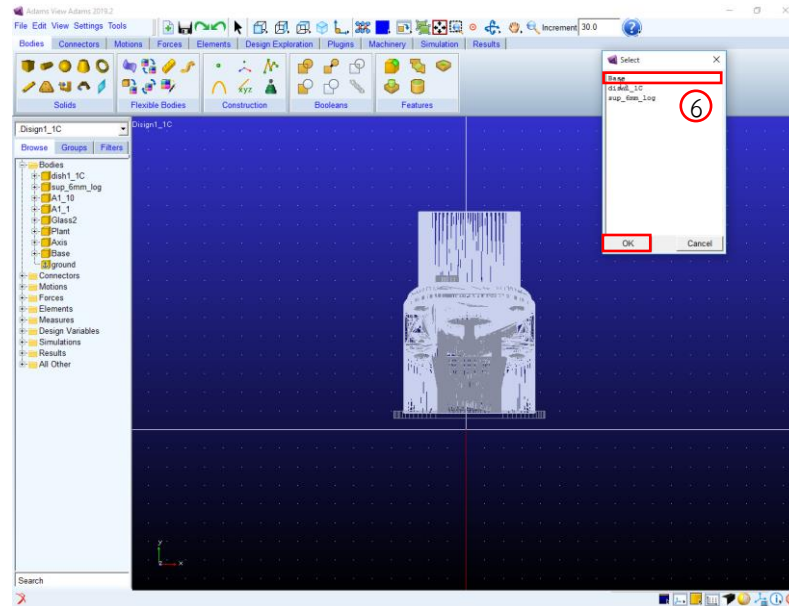 Adams View Adams 2019.2
File Edit View Settings Tools
Increment 30.0
Bodies Connectors Motions Forces Elements Design Exploration Plugins Machinery Simulation Results
Solids Flexible Bodies Construction Booleans Features
Select
Base
sup_6mm_log
6
OK Cancel
.Disign1_1C
Disign1_1C
Browse Groups Filters
Bodies
dish1_1C
sup_6mm_log
A1_10
A1_1
Glass2
Plant
Axis
Base
ground
Connectors
Motions
Forces
Elements
Measures
Design Variables
Simulations
Results
All Other
y
x
Search